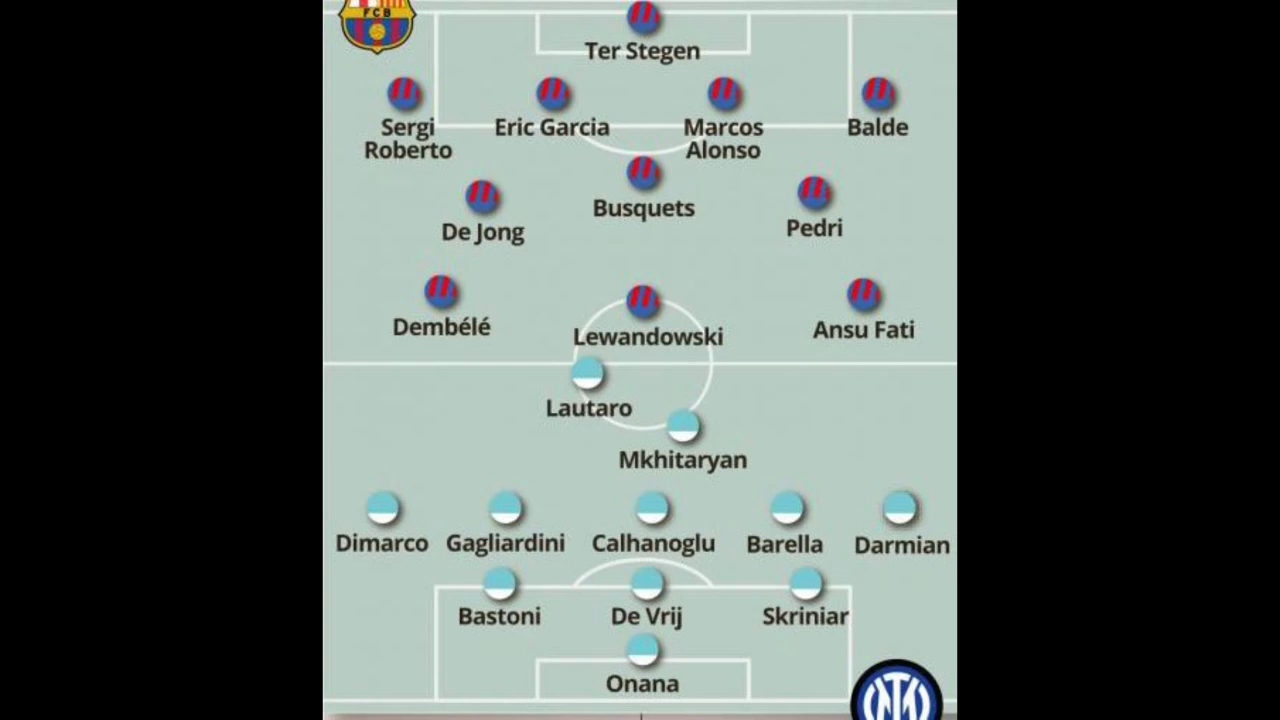 FCB
Ter Stegen
Sergi
Roberto
Eric Garcia
Marcos
Alonso
Balde
Busquets
De Jong
Pedri
Dembélé
Lewandowski
Ansu Fati
Lautaro
Mkhitaryan
Dimarco
Gagliardini
Calhanoglu
Barella
Darmian
Bastoni
De Vrij
Skriniar
Onana